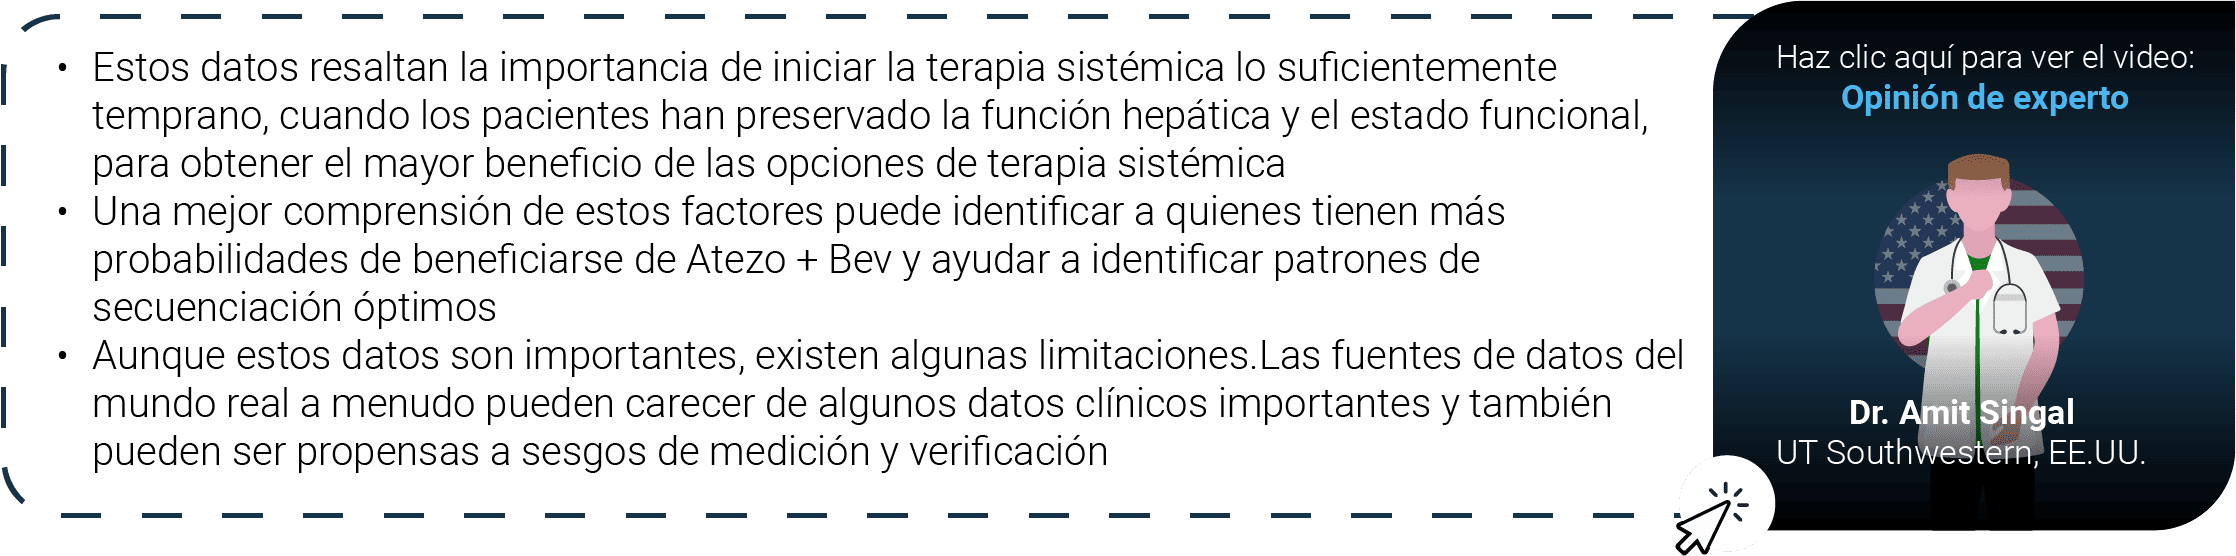 • Estos datos resaltan la importancia de iniciar la terapia sistémica lo suficientemente
temprano, cuando los pacientes han preservado la función hepática y el estado funcional,
para obtener el mayor beneficio de las opciones de terapia sistémica
• Una mejor comprensión de estos factores puede identificar a quienes tienen más
probabilidades de beneficiarse de Atezo + Bev y ayudar a identificar patrones de
secuenciación óptimos
• Aunque estos datos son importantes, existen algunas limitaciones.Las fuentes de datos del
mundo real a menudo pueden carecer de algunos datos clínicos importantes y también
pueden ser propensas a sesgos de medición y verificación
Haz clic aquí para ver el video:
Opinión de experto
Dr. Amit Singal
UT Southwestern, EE.UU.